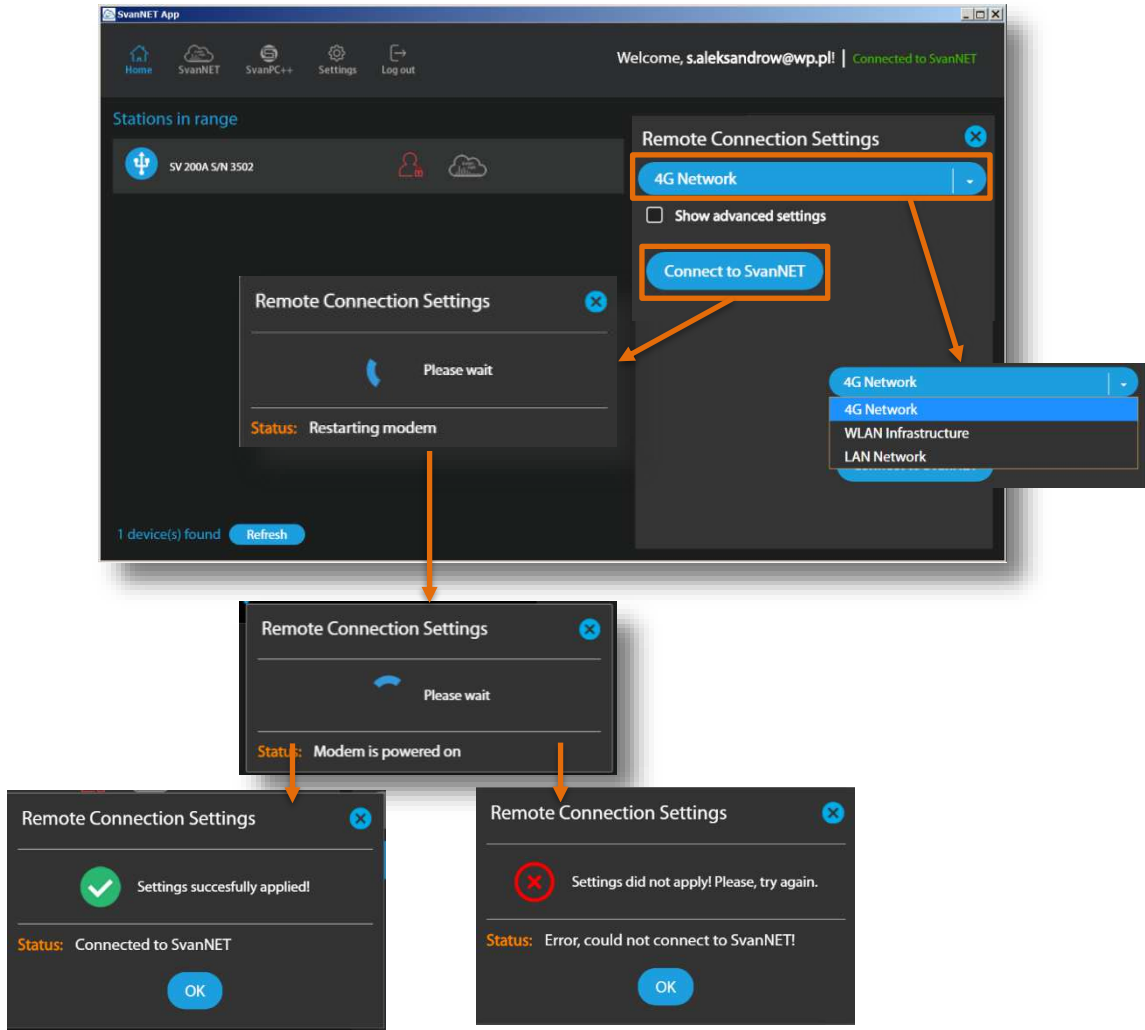 SvanNET App
Home SvanNET SvanPC++ Settings Log out
Welcome, s.aleksandrow@wp.pl! | Connected to SvanNET
Stations in range
SV 200A S/N 3502
Remote Connection Settings
4G Network
Show advanced settings
Connect to SvanNET
Remote Connection Settings
Please wait
Status: Restarting modem
4G Network
4G Network
WLAN Infrastructure
LAN Network
Connect to SvanNET
1 device(s) found Refresh
Remote Connection Settings
Please wait
Status: Modem is powered on
Remote Connection Settings
Settings succesfully applied!
Status: Connected to SvanNET
OK
Remote Connection Settings
Settings did not apply! Please, try again.
Status: Error, could not connect to SvanNET!
OK